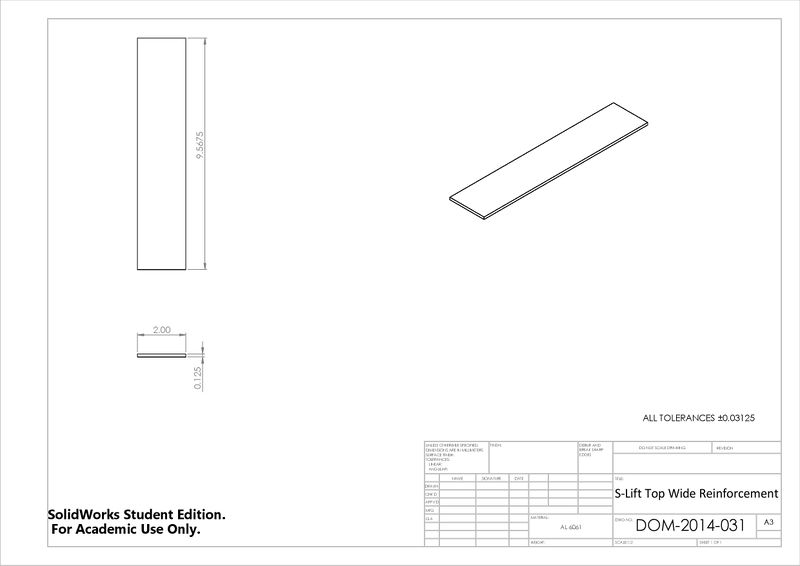 9.5675
2.00
0.125
ALL TOLERANCES ±0.03125
UNLESS OTHERWISE SPECIFIED:
DIMENSIONS ARE IN MILLIMETERS
SURFACE FINISH:
TOLERANCES:
LINEAR:
ANGULAR:
FINISH:
DEBUR AND
BREAK SHARP
EDGES
DO NOT SCALE DRAWING
REVISION
NAME
SIGNATURE
DATE
DRAWN
CHK'D
APPV'D
MFG
Q.A
TITLE:
S-Lift Top Wide Reinforcement
MATERIAL:
AL 6061
DWG NO.
DOM-2014-031
A3
WEIGHT:
SCALE:1:2
SHEET 1 OF 1
SolidWorks Student Edition.
For Academic Use Only.